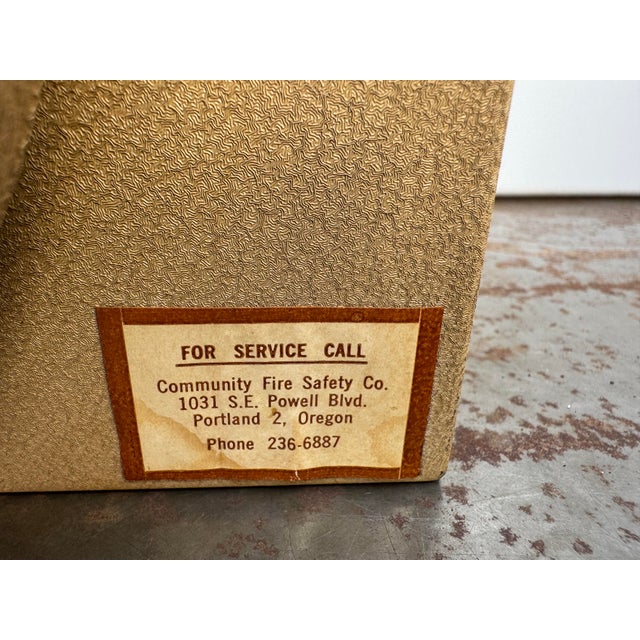 FOR SERVICE CALL
Community Fire Safety Co.
1031 S.E. Powell Blvd.
Portland 2, Oregon
Phone 236-6887